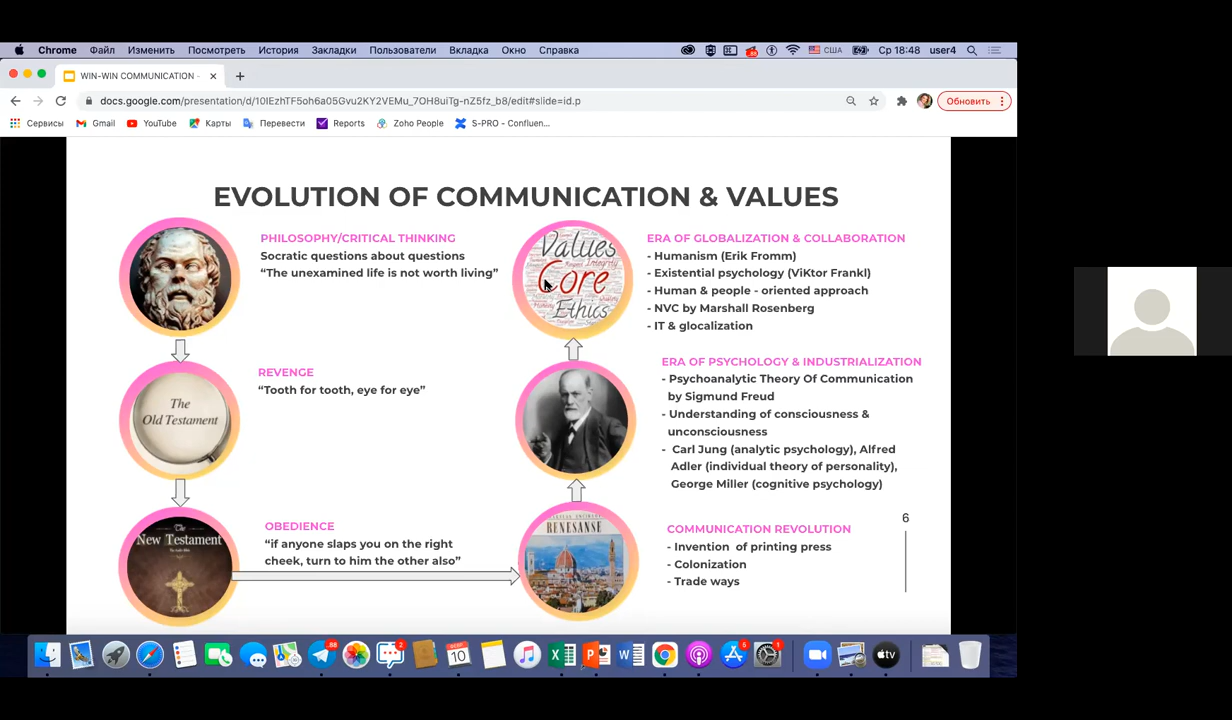 Chrome Файл Изменить Посмотреть История Закладки Пользователи Вкладка Окно Справка
США Ср 18:48 user4
WIN-WIN COMMUNICATION -
docs.google.com/presentation/d/10IEzhTF5oh6a05Gvu2KY2VEMu_7OH8uiTg-nZ5fz_b8/edit#slide=id.p
Обновить
Сервисы Gmail YouTube Карты Перевести Reports Zoho People S-PRO - Confluen...
EVOLUTION OF COMMUNICATION & VALUES
PHILOSOPHY/CRITICAL THINKING
Socratic questions about questions
“The unexamined life is not worth living”
REVENGE
“Tooth for tooth, eye for eye”
The
Old Testament
OBEDIENCE
“if anyone slaps you on the right
cheek, turn to him the other also”
The
New Testament
Values
Integrity
Core
Ethics
ERA OF GLOBALIZATION & COLLABORATION
- Humanism (Erik Fromm)
- Existential psychology (ViKtor Frankl)
- Human & people - oriented approach
- NVC by Marshall Rosenberg
- IT & glocalization
ERA OF PSYCHOLOGY & INDUSTRIALIZATION
- Psychoanalytic Theory Of Communication
by Sigmund Freud
- Understanding of consciousness &
unconsciousness
- Carl Jung (analytic psychology), Alfred
Adler (individual theory of personality),
George Miller (cognitive psychology)
RENESANSE
COMMUNICATION REVOLUTION
- Invention of printing press
- Colonization
- Trade ways
6
88
2
10
6
1
tv